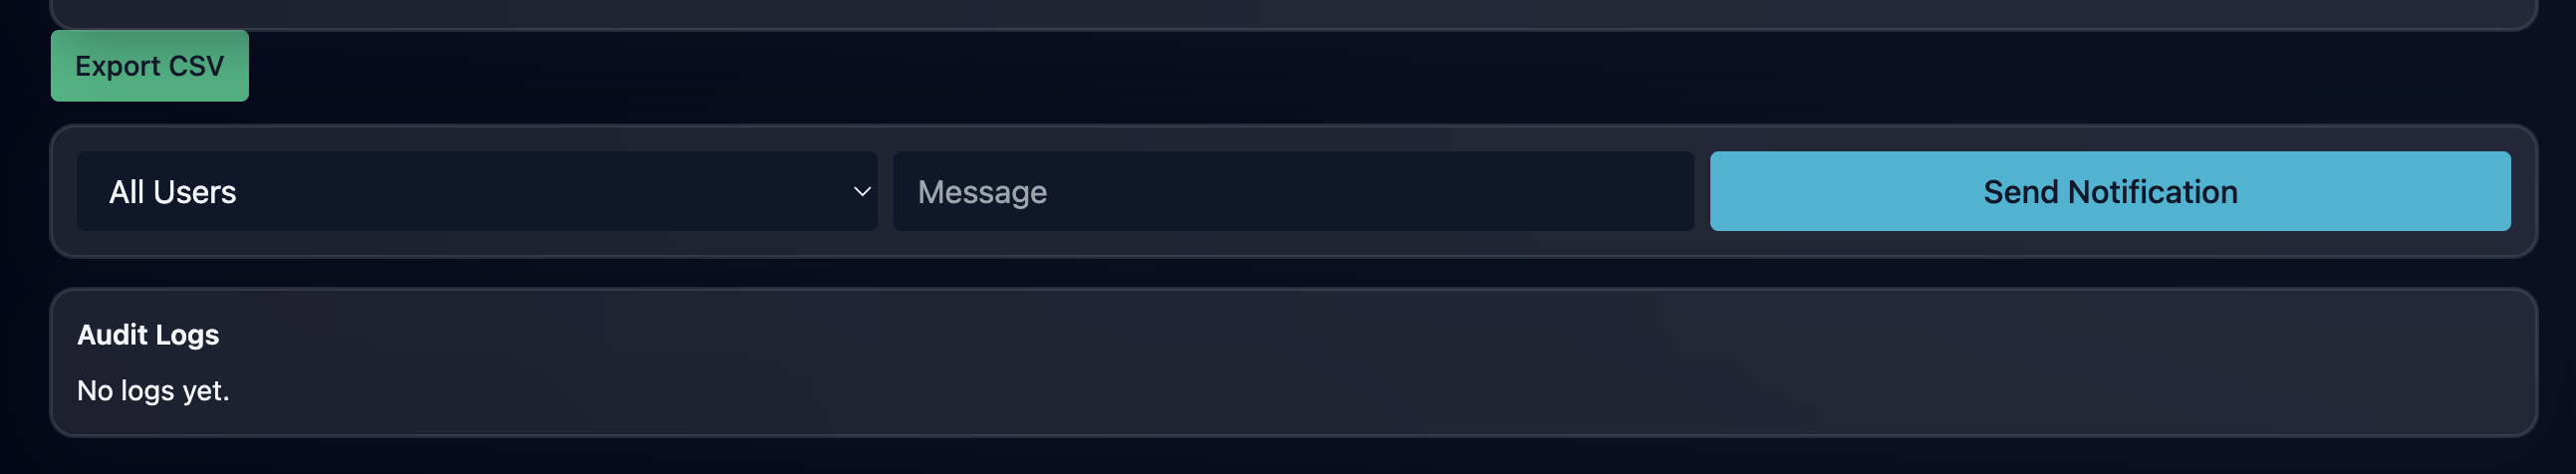 Export CSV
All Users
Message
Send Notification
Audit Logs
No logs yet.